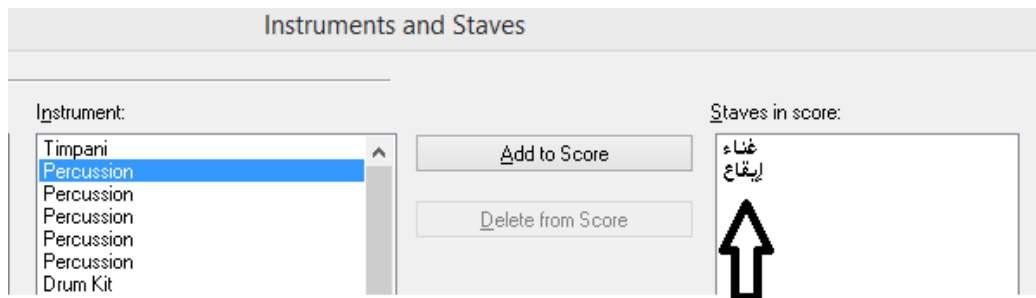 Instruments and Staves
Instrument:
Timpani
Percussion
Percussion
Percussion
Percussion
Percussion
Drum Kit
Add to Score
Delete from Score
Staves in score:
غناء
إيقاع